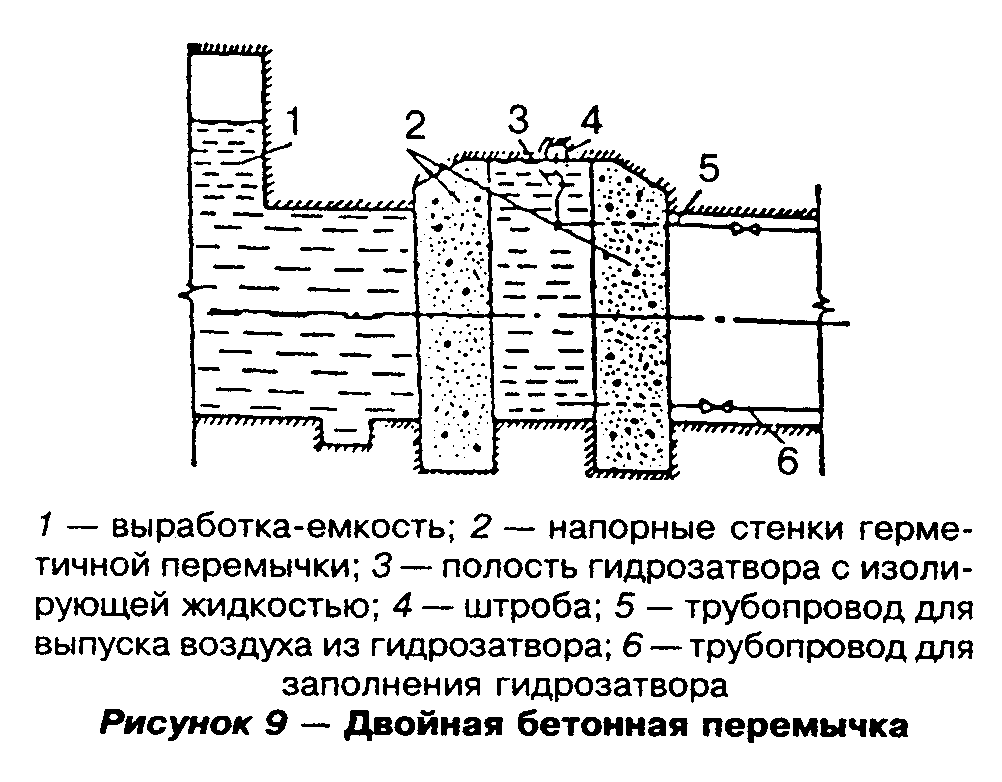 1
2
3
4
5
6
1 — выработка-емкость; 2 — напорные стенки герме-
тичной перемычки; 3 — полость гидрозатвора с изоли-
рующей жидкостью; 4 — штроба; 5 — трубопровод для
выпуска воздуха из гидрозатвора; 6 — трубопровод для
заполнения гидрозатвора
Рисунок 9 — Двойная бетонная перемычка